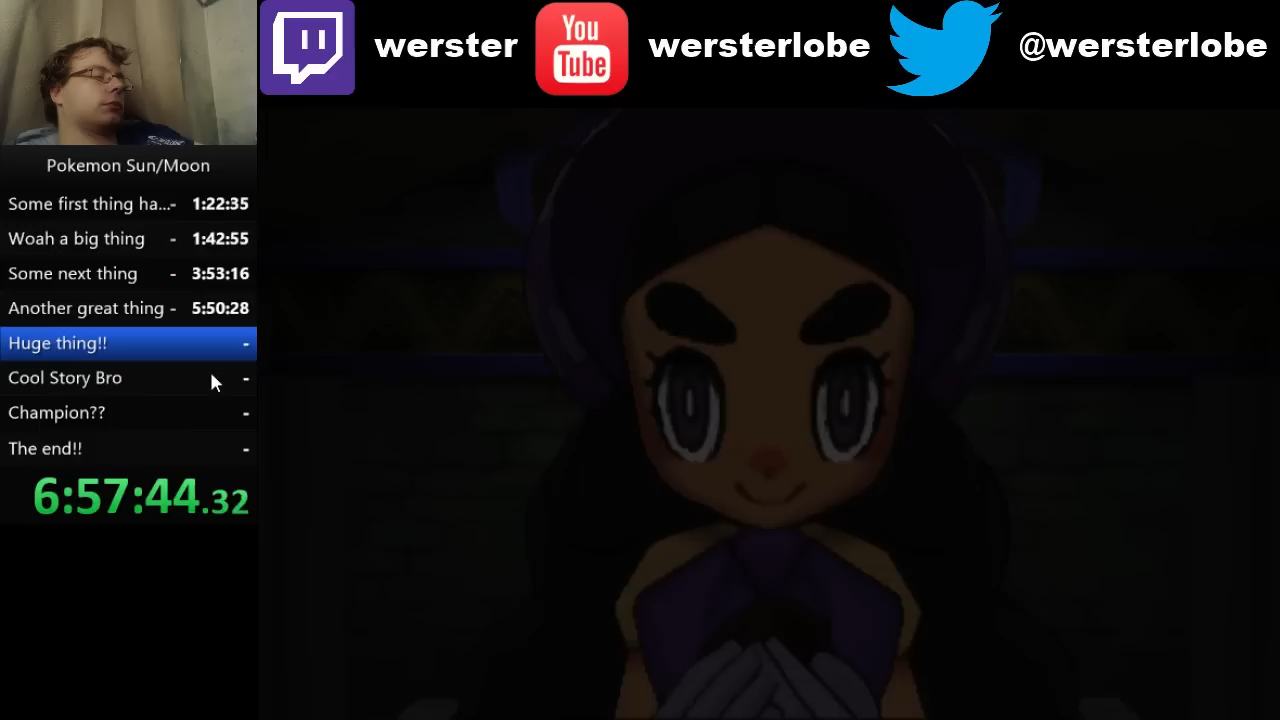 werster
You
Tube
wersterlobe
@wersterlobe
Pokemon Sun/Moon
Some first thing ha...- 1:22:35
Woah a big thing - 1:42:55
Some next thing - 3:53:16
Another great thing - 5:50:28
Huge thing!! -
Cool Story Bro -
Champion?? -
The end!! -
6:57:44.32